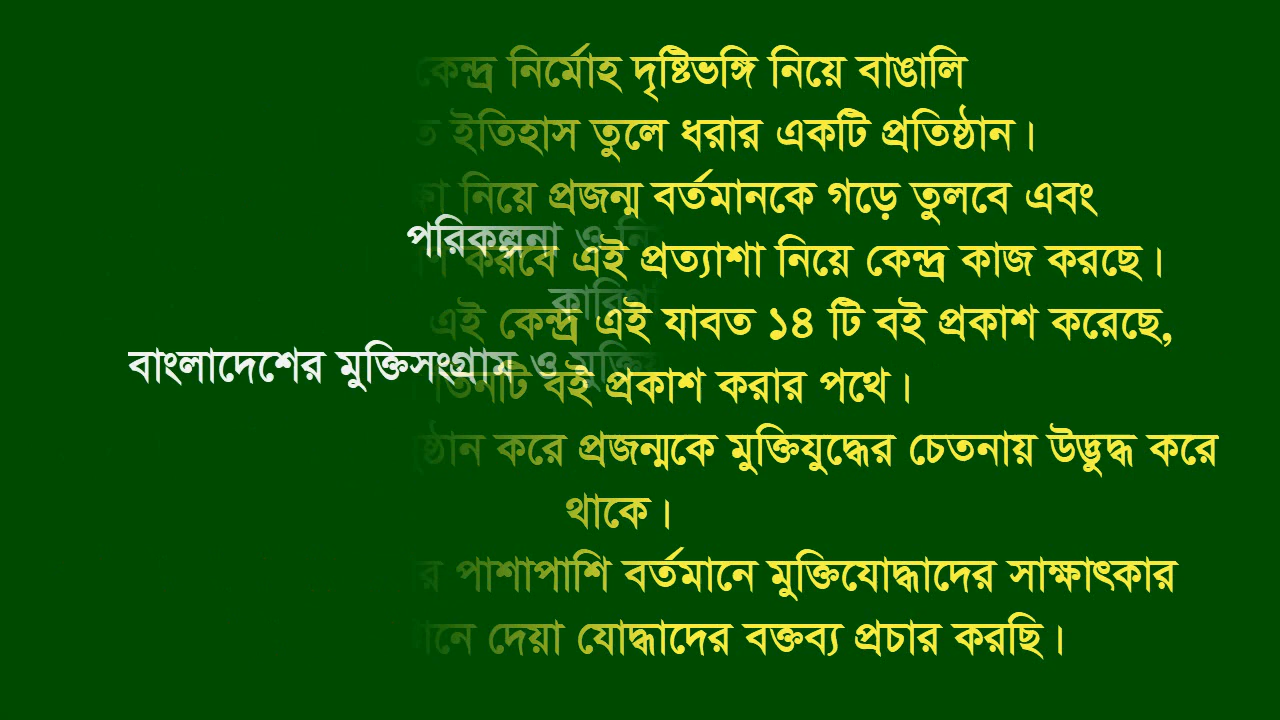 কেন্দ্র নির্মোহ দৃষ্টিভঙ্গি নিয়ে বাঙালি
ইতিহাস তুলে ধরার একটি প্রতিষ্ঠান।
নিয়ে প্রজন্ম বর্তমানকে গড়ে তুলবে এবং
পরিকল্পনা ও
করবে এই প্রত্যাশা নিয়ে কেন্দ্র কাজ করছে।
এই কেন্দ্র এই যাবত ১৪ টি বই প্রকাশ করেছে,
বাংলাদেশের মুক্তিসংগ্রাম ও
বই প্রকাশ করার পথে।
করে প্রজন্মকে মুক্তিযুদ্ধের চেতনায় উদ্ভুদ্ধ করে
থাকে।
পাশাপাশি বর্তমানে মুক্তিযোদ্ধাদের সাক্ষাৎকার
দেয়া যোদ্ধাদের বক্তব্য প্রচার করছি।